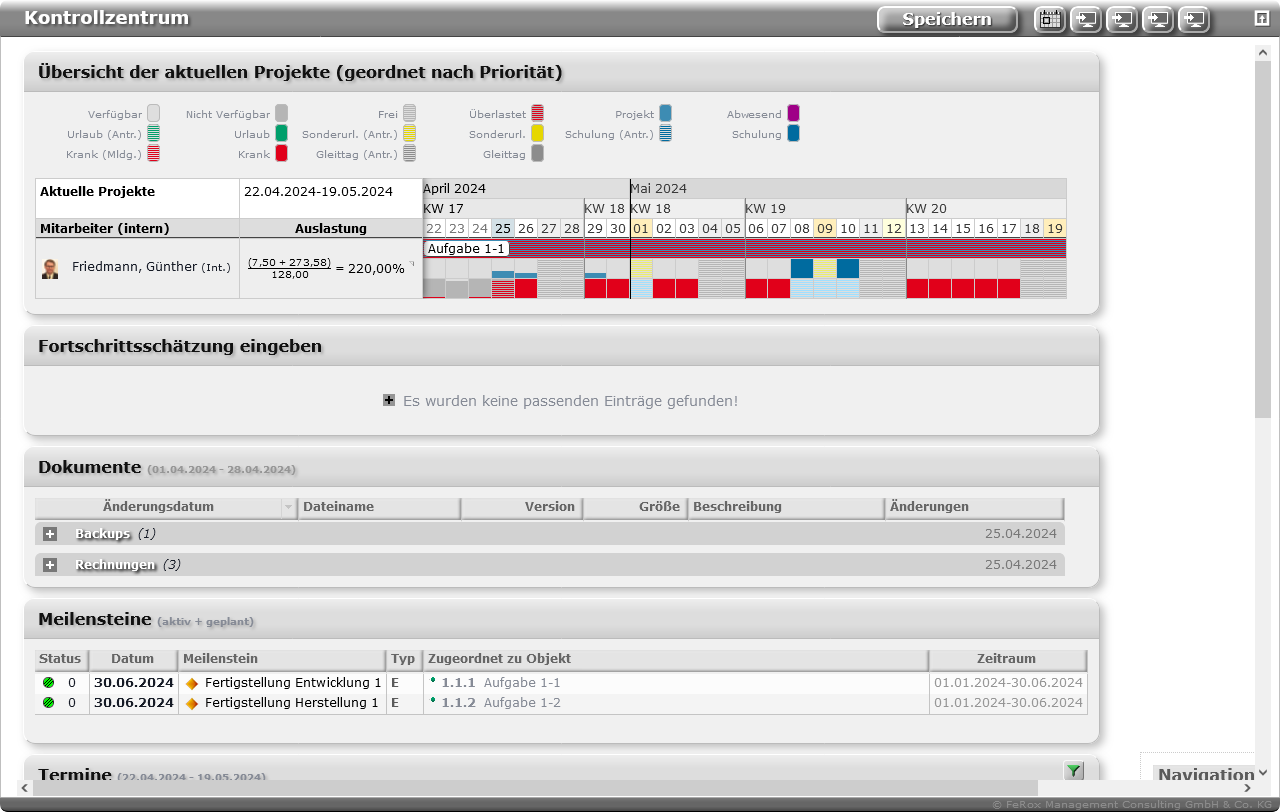 Kontrollzentrum
Speichern
Übersicht der aktuellen Projekte (geordnet nach Priorität)
Verfügbar Nicht Verfügbar Frei Überlastet Projekt Abwesend
Urlaub (Antr.) Urlaub Sonderurl. (Antr.) Sonderurl. Schulung (Antr.) Schulung
Krank (Mldg.) Krank Gleittag (Antr.) Gleittag
Aktuelle Projekte 22.04.2024-19.05.2024 April 2024 Mai 2024
KW 17 KW 18 KW 18 KW 19 KW 20
Mitarbeiter (intern) Auslastung 22 23 24 25 26 27 28 29 30 01 02 03 04 05 06 07 08 09 10 11 12 13 14 15 16 17 18 19
Aufgabe 1-1
Friedmann, Günther (Int.) (7,50 + 273,58) / 128,00 = 220,00%
Fortschrittsschätzung eingeben
Es wurden keine passenden Einträge gefunden!
Dokumente (01.04.2024 - 28.04.2024)
Änderungsdatum Dateiname Version Größe Beschreibung Änderungen
Backups (1) 25.04.2024
Rechnungen (3) 25.04.2024
Meilensteine (aktiv + geplant)
Status Datum Meilenstein Typ Zugeordnet zu Objekt Zeitraum
0 30.06.2024 Fertigstellung Entwicklung 1 E 1.1.1 Aufgabe 1-1 01.01.2024-30.06.2024
0 30.06.2024 Fertigstellung Herstellung 1 E 1.1.2 Aufgabe 1-2 01.01.2024-30.06.2024
Termine (22.04.2024 - 19.05.2024)
Navigation
© FeRox Management Consulting GmbH & Co. KG